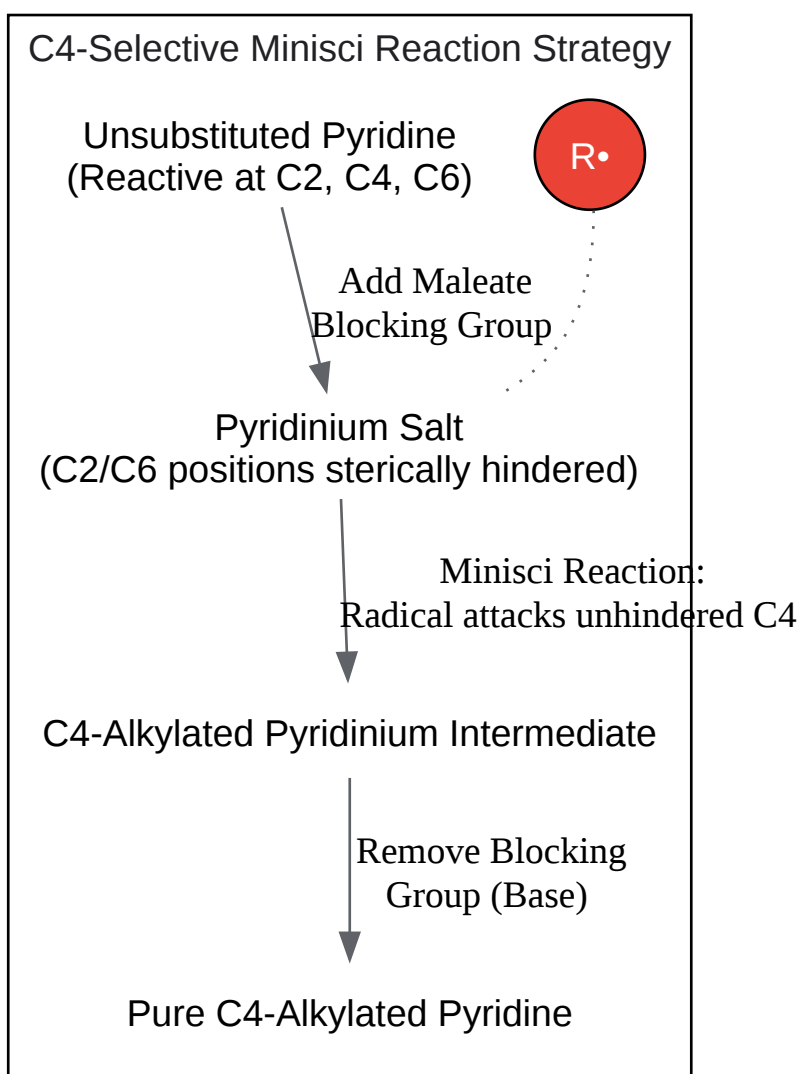 C4-Selective Minisci Reaction Strategy
Unsubstituted Pyridine
(Reactive at C2, C4, C6)
R•
Add Maleate
Blocking Group
Pyridinium Salt
(C2/C6 positions sterically hindered)
Minisci Reaction:
Radical attacks unhindered C4
C4-Alkylated Pyridinium Intermediate
Remove Blocking
Group (Base)
Pure C4-Alkylated Pyridine